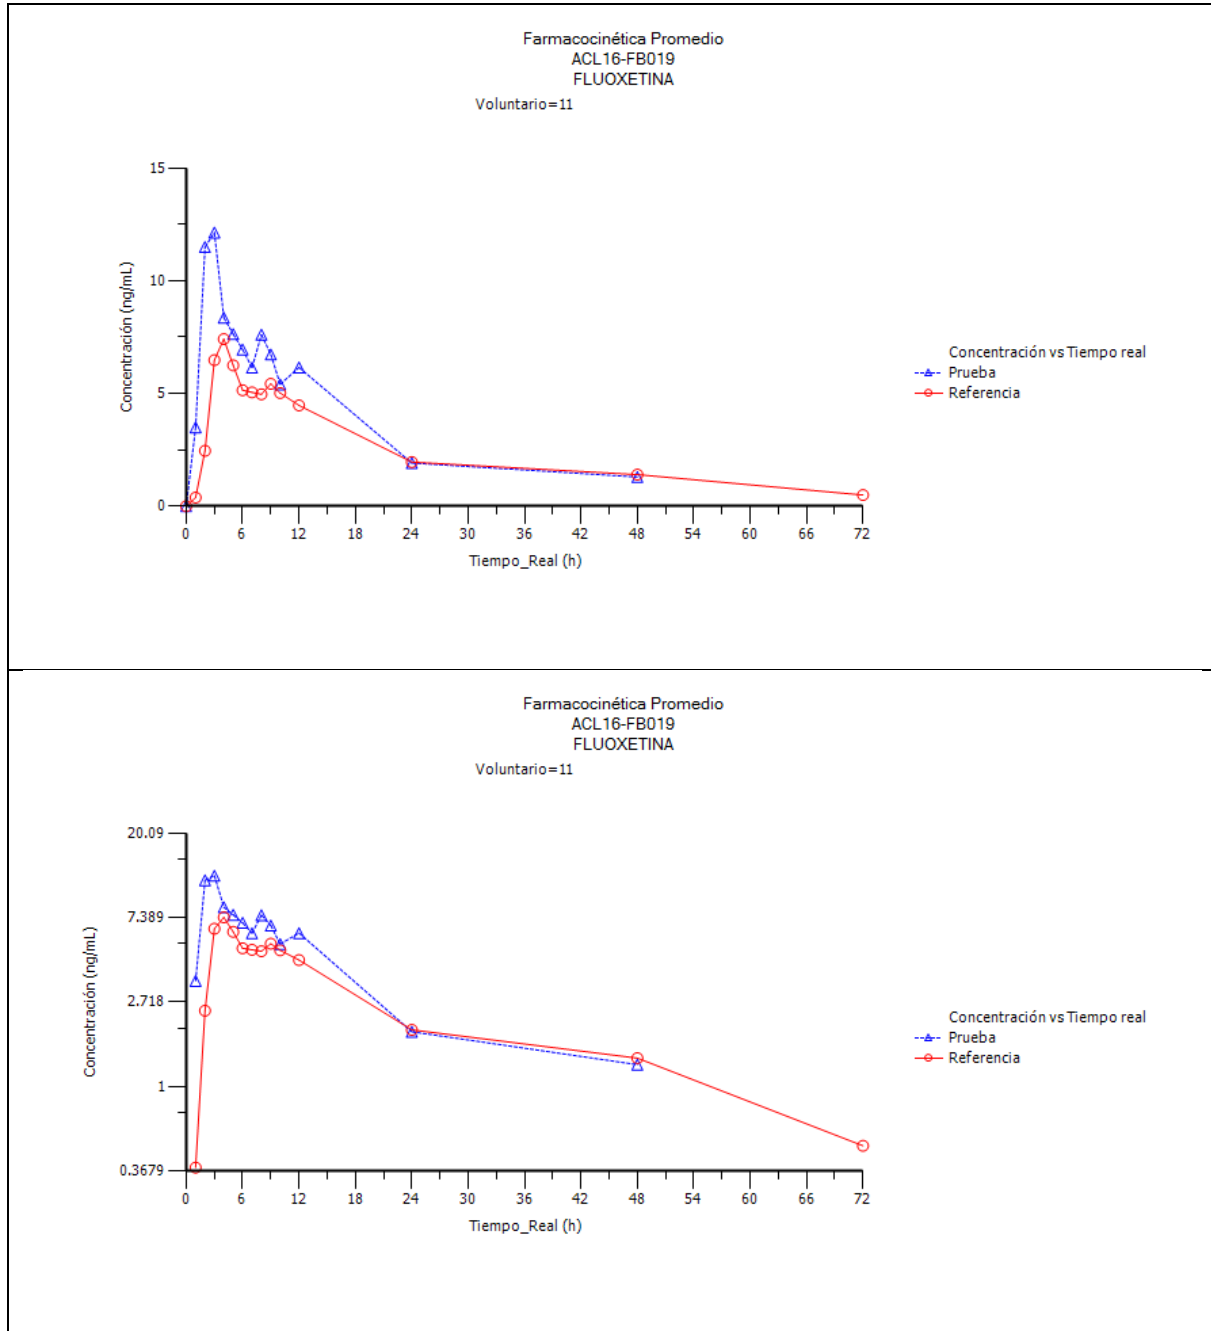 Farmacocinética Promedio
ACL16-FB019
FLUOXETINA
Voluntario=11
15
10
5
0
Concentración (ng/mL)
0 6 12 18 24 30 36 42 48 54 60 66 72
Tiempo_Real (h)
Concentración vs Tiempo real
Prueba
Referencia
Farmacocinética Promedio
ACL16-FB019
FLUOXETINA
Voluntario=11
20.09
7.389
2.718
1
0.3679
Concentración (ng/mL)
0 6 12 18 24 30 36 42 48 54 60 66 72
Tiempo_Real (h)
Concentración vs Tiempo real
Prueba
Referencia